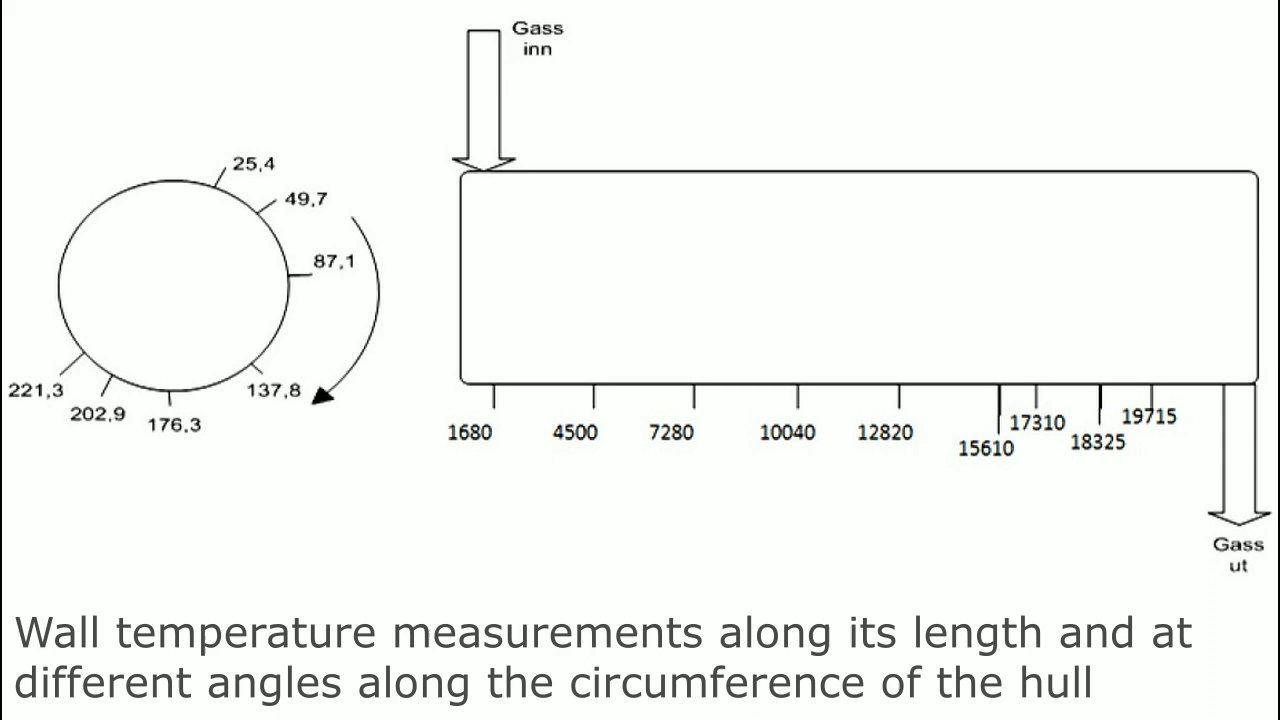 Gass
inn
25,4
49,7
87,1
137,8
176,3
202,9
221,3
1680
4500
7280
10040
12820
15610
17310
18325
19715
Gass
ut
Wall temperature measurements along its length and at
different angles along the circumference of the hull